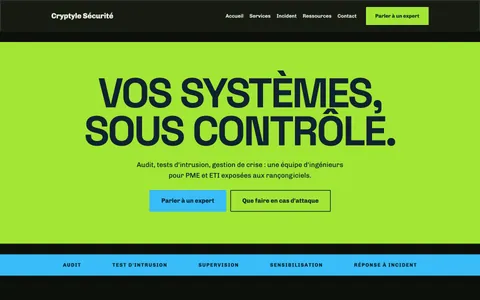 Cryptyle Sécurité
Accueil Services Incident Ressources Contact Parler à un expert
VOS SYSTÈMES,
SOUS CONTRÔLE.
Audit, tests d'intrusion, gestion de crise : une équipe d'ingénieurs
pour PME et ETI exposées aux rançongiciels.
Parler à un expert Que faire en cas d'attaque
AUDIT TEST D'INTRUSION SUPERVISION SENSIBILISATION RÉPONSE À INCIDENT